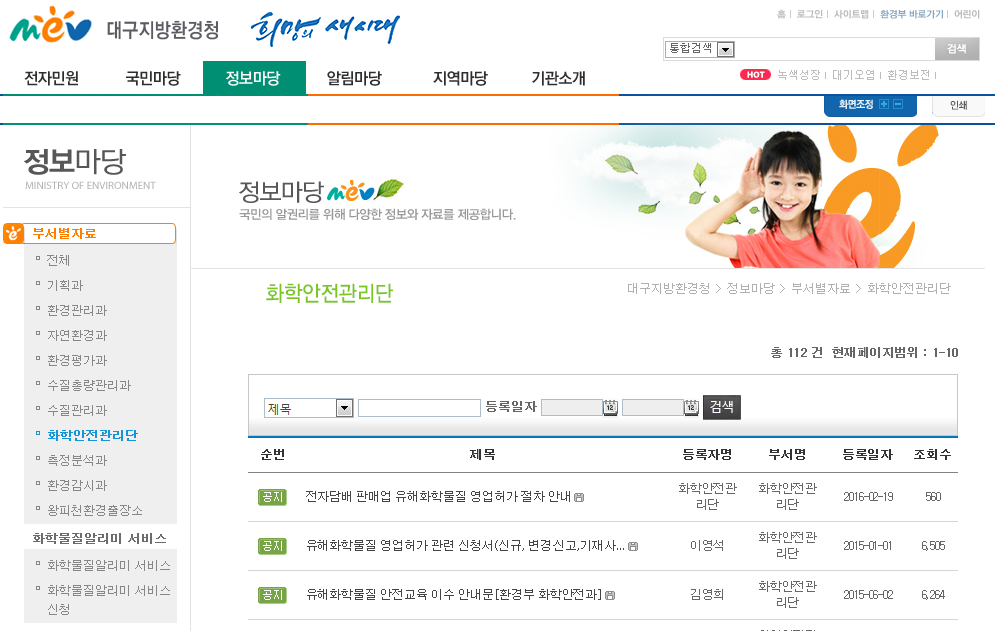 홈 | 로그인 | 사이트맵 | 환경부 바로가기 | 어린이
mev 대구지방환경청 희망의 새시대
통합검색 검색
HOT 녹색성장 | 대기오염 | 환경보전 |
전자민원 국민마당 정보마당 알림마당 지역마당 기관소개
화면조정 + - 인쇄
정보마당
MINISTRY OF ENVIRONMENT
정보마당 mev
국민의 알권리를 위해 다양한 정보와 자료를 제공합니다.
부서별자료
전체
기획과
환경관리과
자연환경과
환경평가과
수질총량관리과
수질관리과
화학안전관리단
측정분석과
환경감시과
왕피천환경출장소
화학물질알리미 서비스
화학물질알리미 서비스
화학물질알리미 서비스
신청
화학안전관리단
대구지방환경청 > 정보마당 > 부서별자료 > 화학안전관리단
총 112 건 현재페이지범위 : 1-10
제목 등록일자 12 12 검색
순번 제목 등록자명 부서명 등록일자 조회수
공지 전자담배 판매업 유해화학물질 영업허가 절차 안내 화학안전관리단 화학안전관리단 2016-02-19 560
공지 유해화학물질 영업허가 관련 신청서(신규, 변경신고,기재사... 이영석 화학안전관리단 2015-01-01 6,505
공지 유해화학물질 안전교육 이수 안내문[환경부 화학안전과] 김영희 화학안전관리단 2015-06-02 6,264